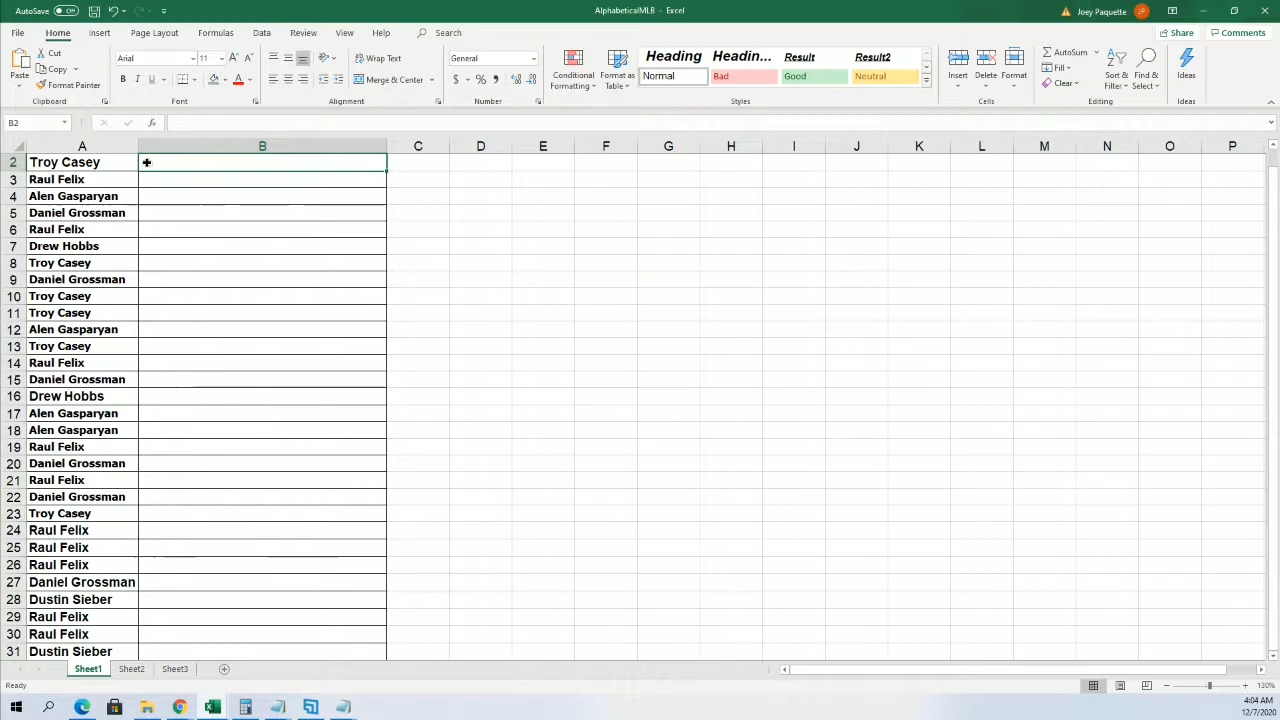 AutoSave Off
AlphabeticalMLB - Excel
Joey Paquette
File Home Insert Page Layout Formulas Data Review View Help Search
Share Comments
Paste
Cut
Copy
Format Painter
Clipboard
Arial 11
B I U
Font
Wrap Text
Merge & Center
Alignment
General
$ % ,
Number
Conditional Formatting
Format as Table
Heading Headin... Result Result2
Normal Bad Good Neutral
Styles
Insert Delete Format
Cells
AutoSum
Fill
Clear
Sort & Filter
Find & Select
Editing
Ideas
Ideas
B2
fx
A B C D E F G H I J K L M N O P
2 Troy Casey
3 Raul Felix
4 Alen Gasparyan
5 Daniel Grossman
6 Raul Felix
7 Drew Hobbs
8 Troy Casey
9 Daniel Grossman
10 Troy Casey
11 Troy Casey
12 Alen Gasparyan
13 Troy Casey
14 Raul Felix
15 Daniel Grossman
16 Drew Hobbs
17 Alen Gasparyan
18 Alen Gasparyan
19 Raul Felix
20 Daniel Grossman
21 Raul Felix
22 Daniel Grossman
23 Troy Casey
24 Raul Felix
25 Raul Felix
26 Raul Felix
27 Daniel Grossman
28 Dustin Sieber
29 Raul Felix
30 Raul Felix
31 Dustin Sieber
Sheet1 Sheet2 Sheet3
Ready
130%
4:04 AM
12/7/2020